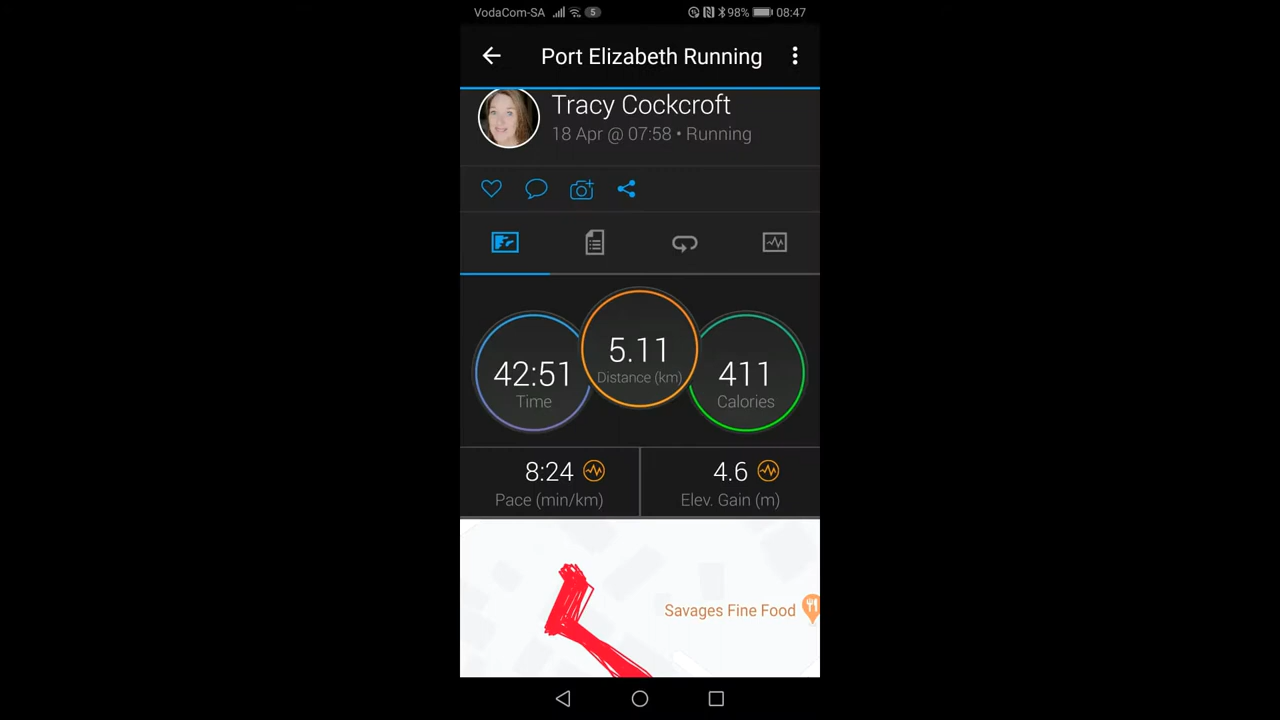 VodaCom-SA 5 98% 08:47
Port Elizabeth Running
Tracy Cockcroft
18 Apr @ 07:58 • Running
42:51
Time
5.11
Distance (km)
411
Calories
8:24
Pace (min/km)
4.6
Elev. Gain (m)
Savages Fine Food